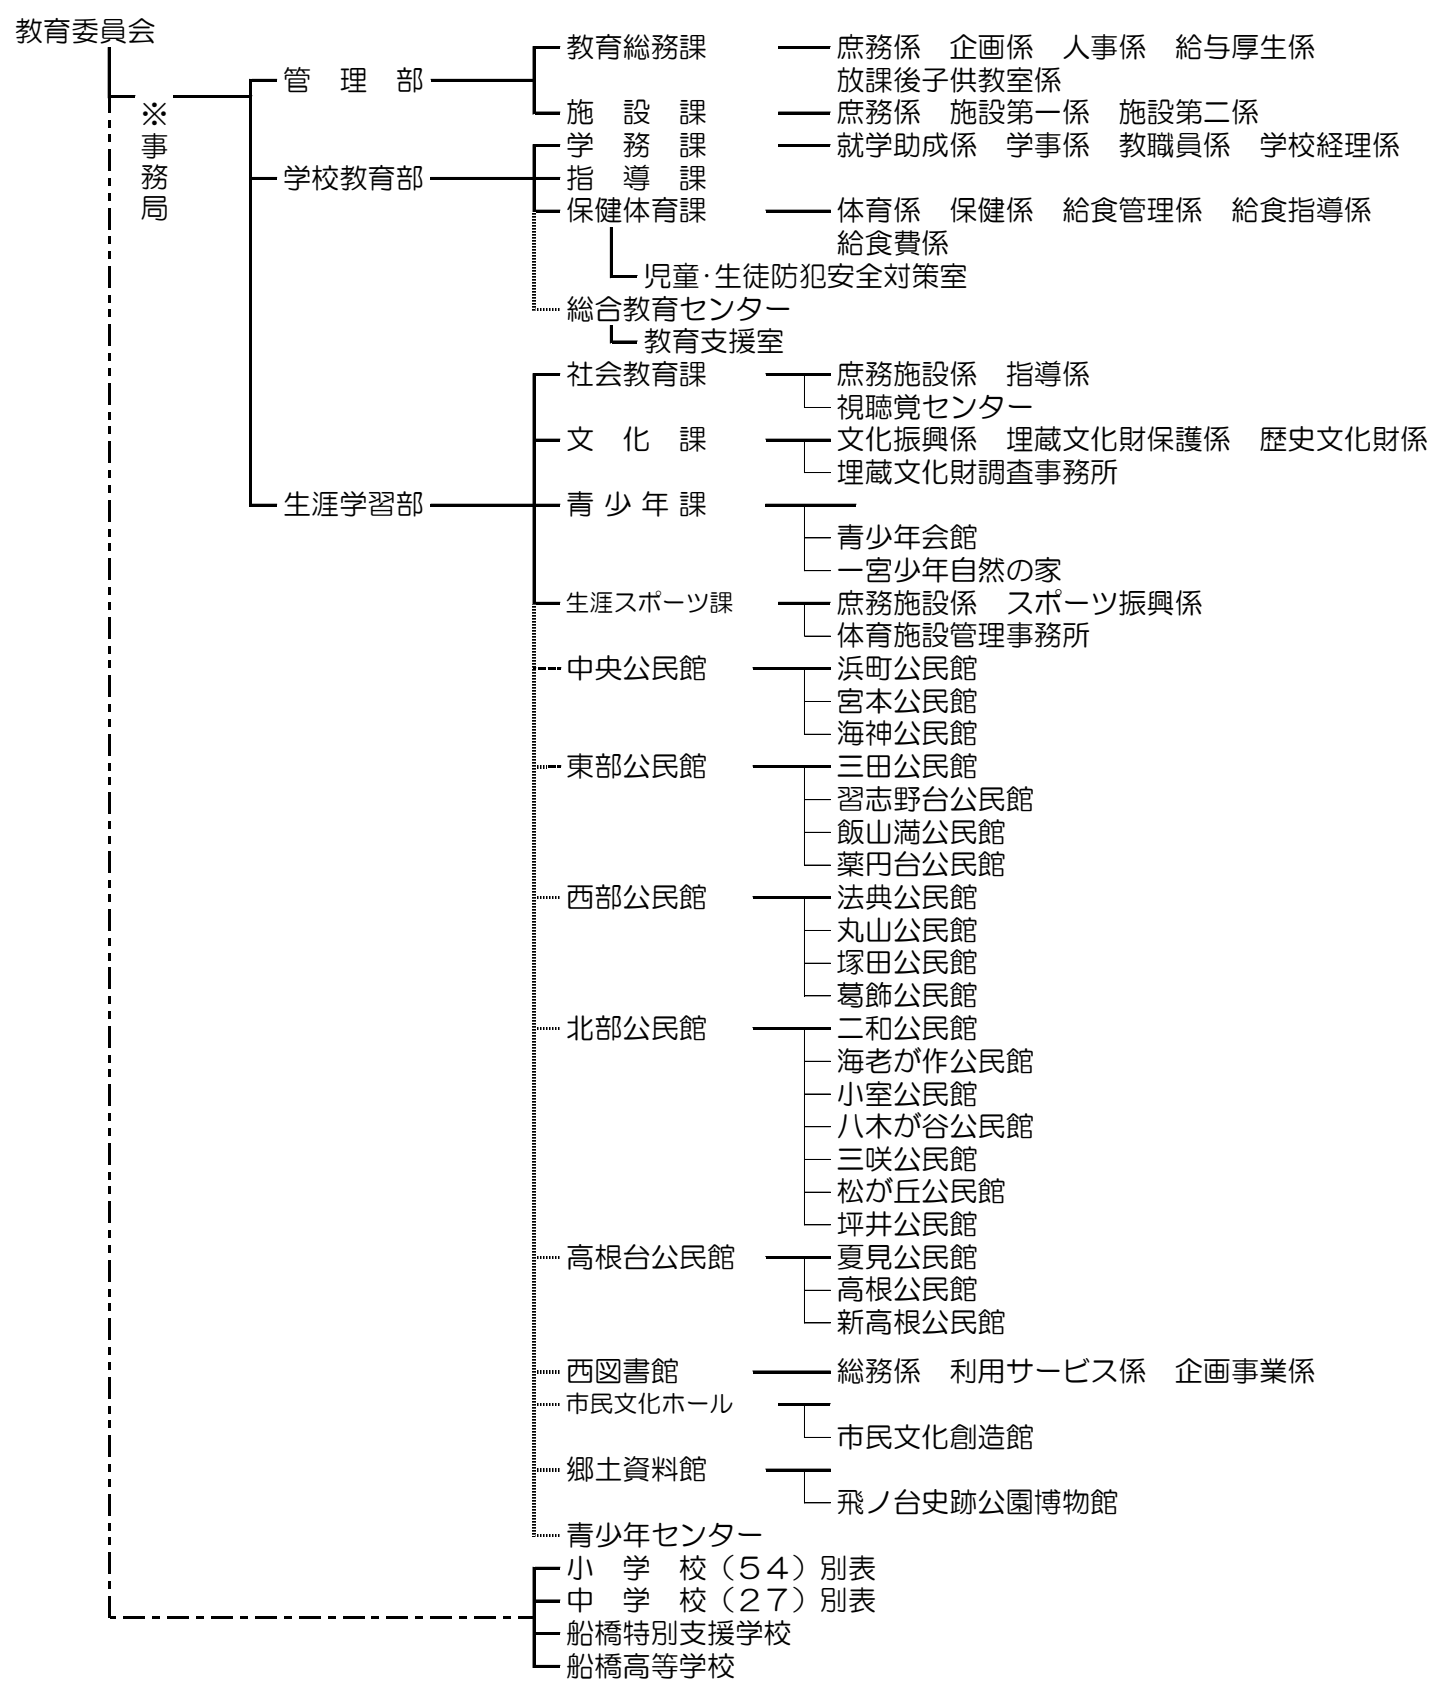 教育委員会
※事務局
管　理　部
教育総務課　庶務係　企画係　人事係　給与厚生係
放課後子供教室係
施　設　課　庶務係　施設第一係　施設第二係
学校教育部
学　務　課　就学助成係　学事係　教職員係　学校経理係
指　導　課
保健体育課　体育係　保健係　給食管理係　給食指導係
給食費係
児童・生徒防犯安全対策室
総合教育センター
教育支援室
生涯学習部
社会教育課　庶務施設係　指導係
視聴覚センター
文　化　課　文化振興係　埋蔵文化財保護係　歴史文化財係
埋蔵文化財調査事務所
青 少 年 課
青少年会館
一宮少年自然の家
生涯スポーツ課　庶務施設係　スポーツ振興係
体育施設管理事務所
中央公民館　浜町公民館
宮本公民館
海神公民館
東部公民館　三田公民館
習志野台公民館
飯山満公民館
薬円台公民館
西部公民館　法典公民館
丸山公民館
塚田公民館
葛飾公民館
北部公民館　二和公民館
海老が作公民館
小室公民館
八木が谷公民館
三咲公民館
松が丘公民館
坪井公民館
高根台公民館　夏見公民館
高根公民館
新高根公民館
西図書館　総務係　利用サービス係　企画事業係
市民文化ホール
市民文化創造館
郷土資料館
飛ノ台史跡公園博物館
青少年センター
小　学　校（５４）別表
中　学　校（２７）別表
船橋特別支援学校
船橋高等学校